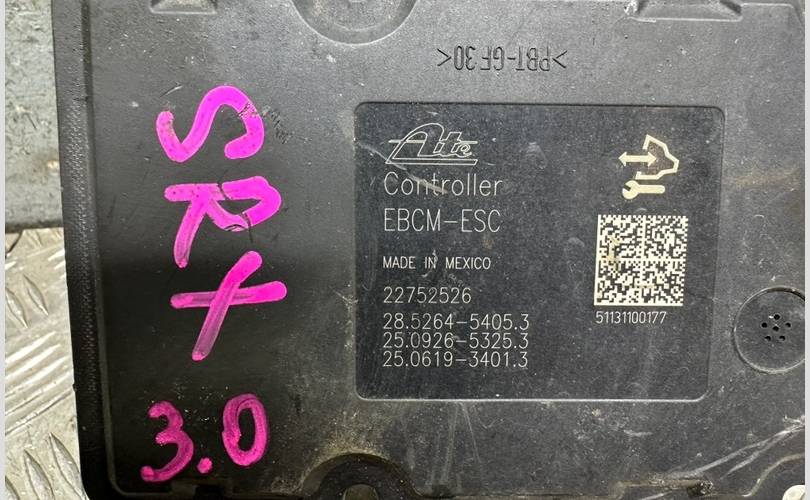 >PBT-GF30<
SRX
3.0
Ate
Controller
EBCM-ESC
MADE IN MEXICO
22752526
28.5264-5405.3
25.0926-5325.3
25.0619-3401.3
51131100177